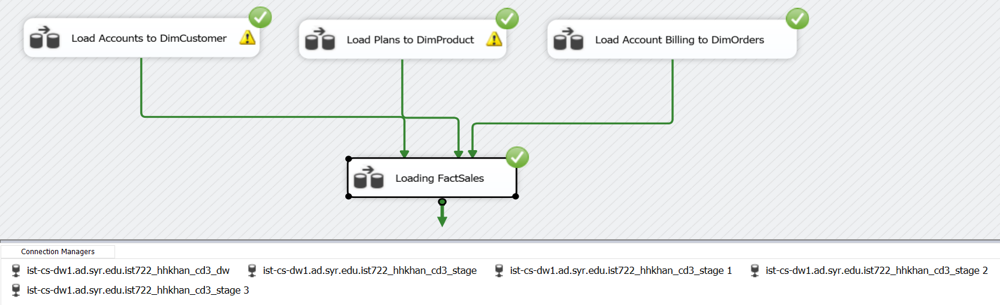 Load Accounts to DimCustomer
Load Plans to DimProduct
Load Account Billing to DimOrders
Loading FactSales
Connection Managers
ist-cs-dw1.ad.syr.edu.ist722_hhkhan_cd3_dw
ist-cs-dw1.ad.syr.edu.ist722_hhkhan_cd3_stage
ist-cs-dw1.ad.syr.edu.ist722_hhkhan_cd3_stage 1
ist-cs-dw1.ad.syr.edu.ist722_hhkhan_cd3_stage 2
ist-cs-dw1.ad.syr.edu.ist722_hhkhan_cd3_stage 3